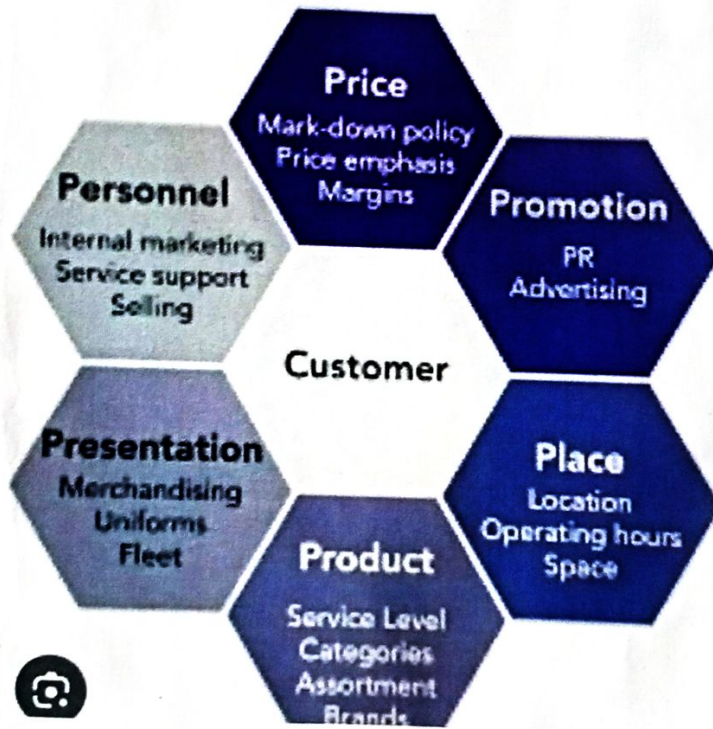 Price
Mark-down policy
Price emphasis
Margins
Promotion
PR
Advertising
Place
Location
Operating hours
Space
Product
Service Level
Categories
Assortment
Brands
Presentation
Merchandising
Uniforms
Fleet
Personnel
Internal marketing
Service support
Selling
Customer